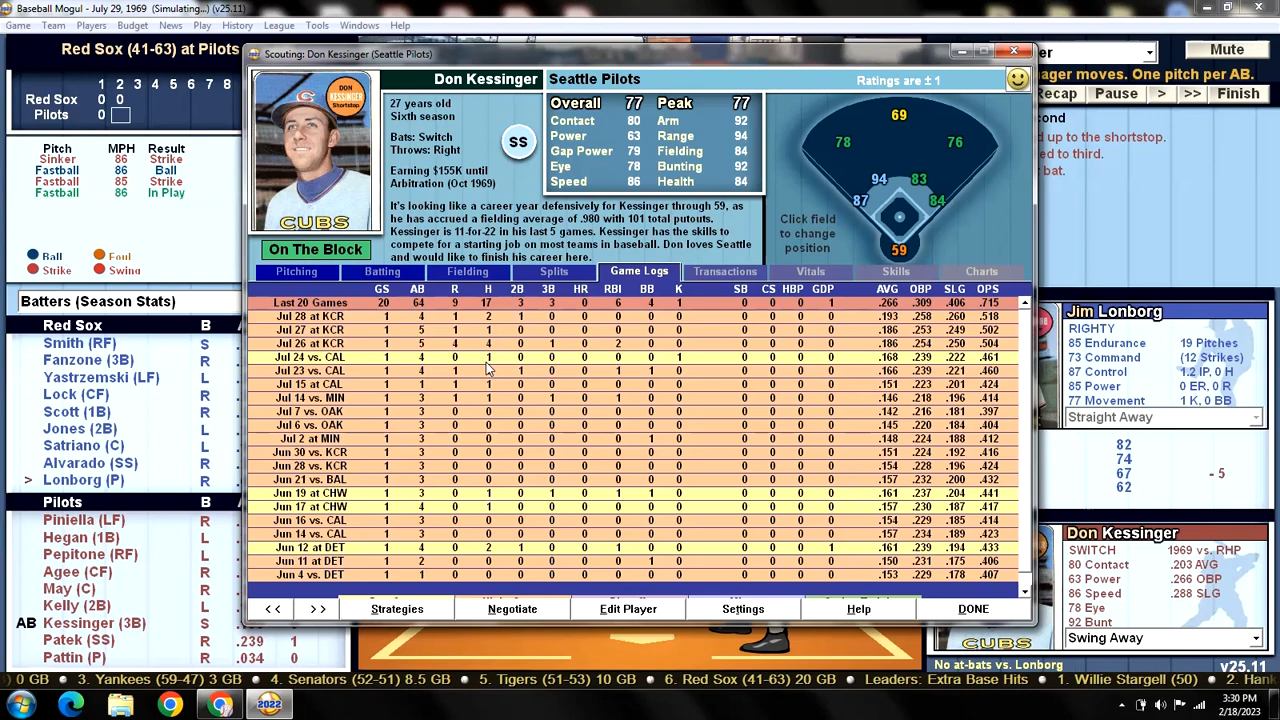 Baseball Mogul - July 29, 1969 (Simulating...) (v25.11)
Game Team Players Budget News Play History League Tools Windows Help
Red Sox (41-63) at Pilots
1 2 3 4 5 6 7 8
Red Sox 0 0
Pilots 0
Pitch MPH Result
Sinker 86 Strike
Fastball 86 Ball
Fastball 85 Strike
Fastball 86 In Play
Ball Foul
Strike Swing
Batters (Season Stats)
Red Sox B
Smith (RF) S
Fanzone (3B) R
Yastrzemski (LF) L
Lock (CF) R
Scott (1B) R
Jones (2B) L
Satriano (C) L
Alvarado (SS) R
> Lonborg (P) R
Pilots B
Piniella (LF) R
Hegan (1B) L
Pepitone (RF) L
Agee (CF) R
May (C) R
Kelly (2B) L
AB Kessinger (3B) S
Patek (SS) R .239 1
Pattin (P) R .034 0
Scouting: Don Kessinger (Seattle Pilots)
DON KESSINGER Shortstop
CUBS
On The Block
Don Kessinger Seattle Pilots Ratings are ± 1
27 years old
Sixth season
Bats: Switch
Throws: Right
Earning $155K until
Arbitration (Oct 1969)
SS
Overall 77 Peak 77
Contact 80 Arm 92
Power 63 Range 94
Gap Power 79 Fielding 84
Eye 78 Bunting 92
Speed 86 Health 84
It's looking like a career year defensively for Kessinger through 59, as
he has accrued a fielding average of .980 with 101 total putouts.
Kessinger is 11-for-22 in his last 5 games. Kessinger has the skills to
compete for a starting job on most teams in baseball. Don loves Seattle
and would like to finish his career here.
69
78 76
94 83
87 84
59
Click field
to change
position
Pitching Batting Fielding Splits Game Logs Transactions Vitals Skills Charts
GS AB R H 2B 3B HR RBI BB K SB CS HBP GDP AVG OBP SLG OPS
Last 20 Games 20 64 9 17 3 3 0 6 4 1 0 0 0 1 .266 .309 .406 .715
Jul 28 at KCR 1 4 1 2 1 0 0 0 0 0 0 0 0 0 .193 .258 .260 .518
Jul 27 at KCR 1 5 1 1 0 0 0 0 0 0 0 0 0 0 .186 .253 .249 .502
Jul 26 at KCR 1 5 4 4 0 1 0 2 0 0 0 0 0 0 .186 .254 .250 .504
Jul 24 vs. CAL 1 4 0 1 0 0 0 0 0 1 0 0 0 0 .168 .239 .222 .461
Jul 23 vs. CAL 1 4 1 1 0 0 1 1 0 0 0 0 0 .166 .239 .221 .460
Jul 15 at CAL 1 1 1 1 0 0 0 0 0 0 0 0 0 0 .151 .223 .201 .424
Jul 14 vs. MIN 1 3 1 1 0 1 0 1 0 0 0 0 0 0 .146 .218 .196 .414
Jul 7 vs. OAK 1 3 0 0 0 0 0 0 0 0 0 0 0 0 .142 .216 .181 .397
Jul 6 vs. OAK 1 3 0 0 0 0 0 0 0 0 0 0 0 0 .145 .220 .184 .404
Jul 2 at MIN 1 3 0 0 0 0 0 0 1 0 0 0 0 0 .148 .224 .188 .412
Jun 30 vs. KCR 1 3 0 0 0 0 0 0 0 0 0 0 0 0 .151 .224 .192 .416
Jun 28 vs. KCR 1 3 0 0 0 0 0 0 0 0 0 0 0 0 .154 .228 .196 .424
Jun 21 vs. BAL 1 3 0 0 0 0 0 0 0 0 0 0 0 0 .157 .232 .200 .432
Jun 19 at CHW 1 3 0 1 0 1 0 1 1 0 0 0 0 0 .161 .237 .204 .441
Jun 17 at CHW 1 4 0 1 0 0 0 0 0 0 0 0 0 0 .157 .230 .187 .417
Jun 16 vs. CAL 1 3 0 0 0 0 0 0 0 0 0 0 0 0 .154 .229 .185 .414
Jun 14 vs. CAL 1 3 0 0 0 0 0 0 0 0 0 0 0 0 .157 .234 .189 .423
Jun 12 at DET 1 4 0 2 1 0 0 1 0 0 0 0 0 1 .161 .239 .194 .433
Jun 11 at DET 1 2 0 0 0 0 0 0 1 0 0 0 0 0 .150 .231 .175 .406
Jun 4 vs. DET 1 1 0 0 0 0 0 0 0 0 0 0 0 0 .153 .229 .178 .407
<< >> Strategies Negotiate Edit Player Settings Help DONE
Mute
ager moves. One pitch per AB.
Recap Pause > >> Finish
ond
ed up to the shortstop.
ed to third.
r bat.
Jim Lonborg
RIGHTY
85 Endurance 19 Pitches
73 Command (12 Strikes)
87 Control 1.2 IP, 0 H
85 Power 0 ER, 0 R
77 Movement 1 K, 0 BB
Straight Away
82
74
67 - 5
62
Don Kessinger
SWITCH 1969 vs. RHP
80 Contact .203 AVG
63 Power .266 OBP
86 Speed .288 SLG
78 Eye
92 Bunt
Swing Away
CUBS
No at-bats vs. Lonborg v25.11
0 GB • 3. Yankees (59-47) 3 GB • 4. Senators (52-51) 8.5 GB • 5. Tigers (51-53) 10 GB • 6. Red Sox (41-63) 20 GB • Leaders: Extra Base Hits • 1. Willie Stargell (50) • 2. Hank
2022
3:30 PM
2/18/2023